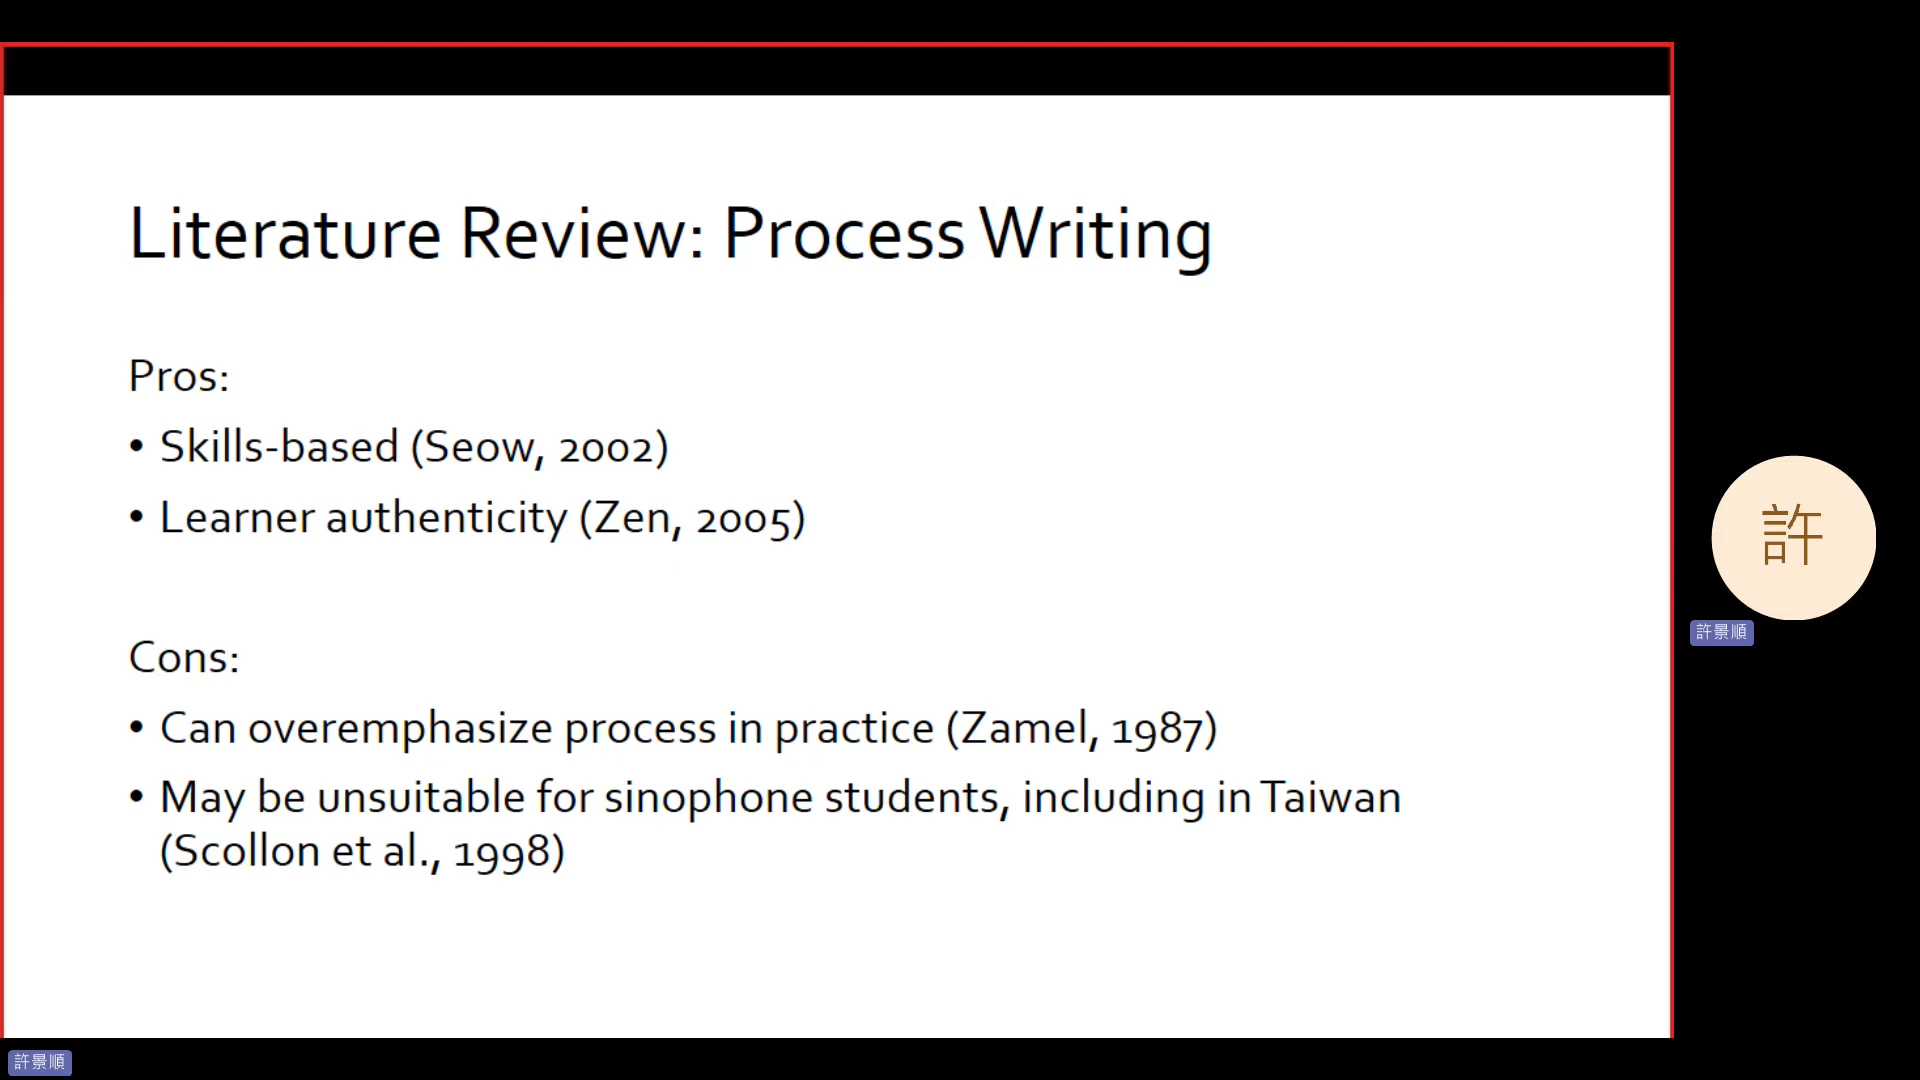 Literature Review: Process Writing
Pros:
• Skills-based (Seow, 2002)
• Learner authenticity (Zen, 2005)
Cons:
• Can overemphasize process in practice (Zamel, 1987)
• May be unsuitable for sinophone students, including in Taiwan
(Scollon et al., 1998)
許
許景順
許景順